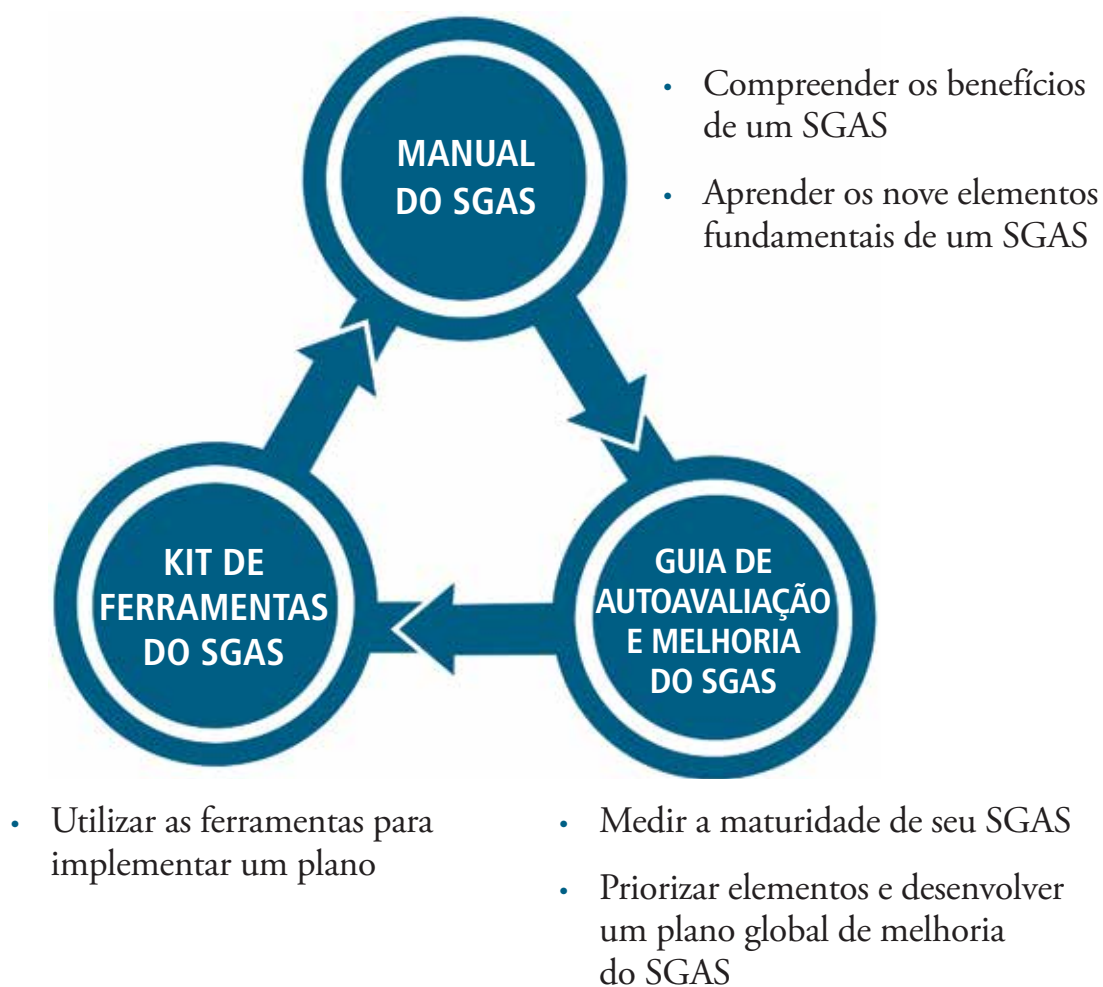 MANUAL
DO SGAS
• Compreender os benefícios
de um SGAS
• Aprender os nove elementos
fundamentais de um SGAS
KIT DE
FERRAMENTAS
DO SGAS
GUIA DE
AUTOAVALIAÇÃO
E MELHORIA
DO SGAS
• Utilizar as ferramentas para
implementar um plano
• Medir a maturidade de seu SGAS
• Priorizar elementos e desenvolver
um plano global de melhoria
do SGAS